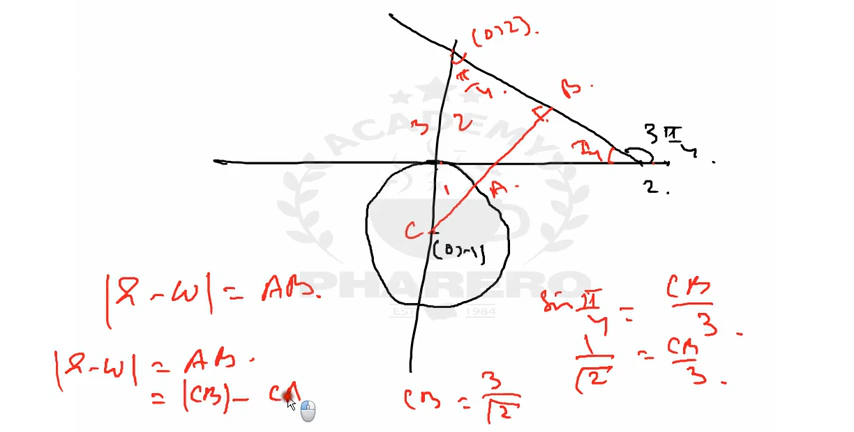 (0,2).
π/4.
B.
3 2
π/4
3π/4.
2.
1
A.
C
(0,-1)
ACADEMY
PHARERO
EST 1984
|z-w| = AB.
sin π/4 = CB/3.
|z-w| = AB.
= |CB| - CA
1/√2 = CB/3.
CB = 3/√2